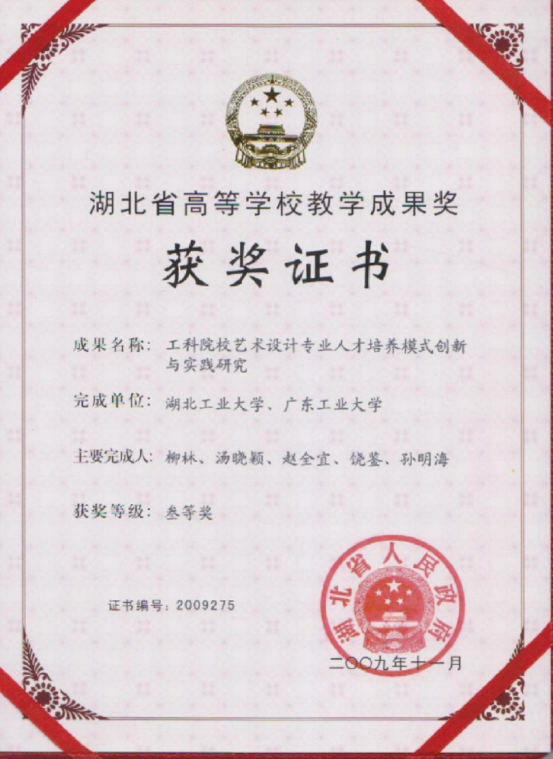 湖北省高等学校教学成果奖
获奖证书
成果名称：工科院校艺术设计专业人才培养模式创新
与实践研究
完成单位：湖北工业大学、广东工业大学
主要完成人：柳林、汤晓颖、赵全宜、饶鉴、孙明海
获奖等级：叁等奖
证书编号：2009275
湖北省人民政府
二〇〇九年十一月